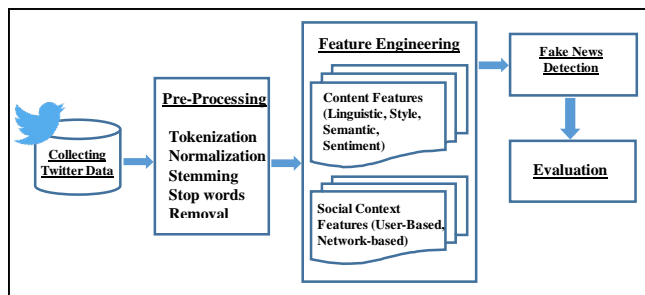 Collecting
Twitter Data
Pre-Processing
Tokenization
Normalization
Stemming
Stop words
Removal
Feature Engineering
Content Features
(Linguistic, Style,
Semantic,
Sentiment)
Social Context
Features (User-Based,
Network-based)
Fake News
Detection
Evaluation